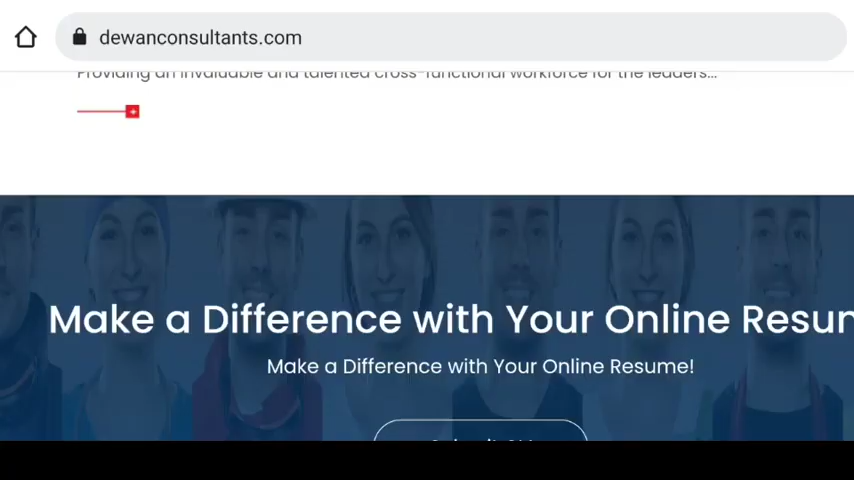 dewanconsultants.com
Providing an invaluable and talented cross-functional workforce for the leaders...
Make a Difference with Your Online Resum
Make a Difference with Your Online Resume!